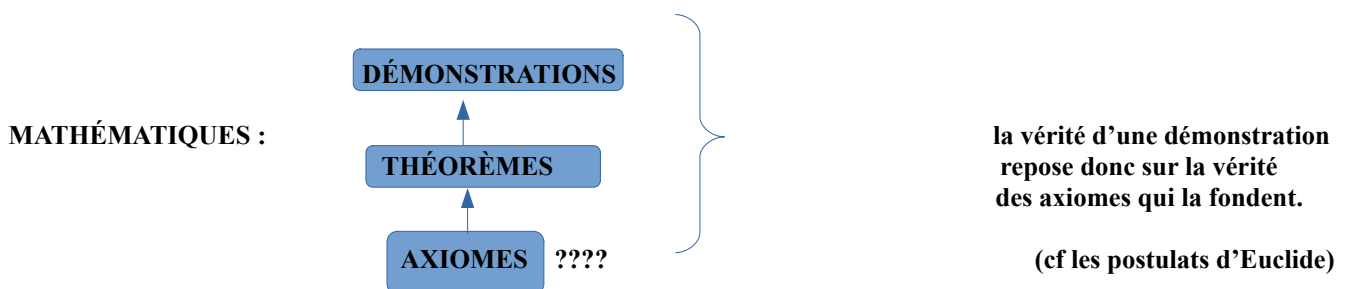 DÉMONSTRATIONS
MATHÉMATIQUES :
THÉORÈMES
AXIOMES ????
la vérité d’une démonstration
repose donc sur la vérité
des axiomes qui la fondent.
(cf les postulats d’Euclide)